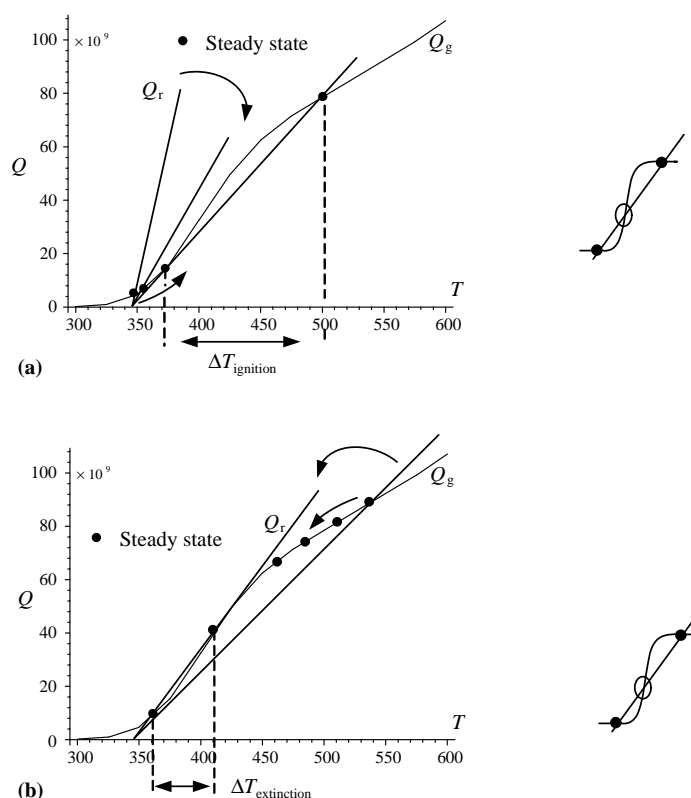 100
× 10⁹
Steady state
Q_g
Q_r
80
60
Q
40
20
T
0
300 350 400 450 500 550 600
ΔT_ignition
(a)
100
× 10⁹
Q_g
Q_r
80
Steady state
60
Q
40
20
T
0
300 350 400 450 500 550 600
ΔT_extinction
(b)